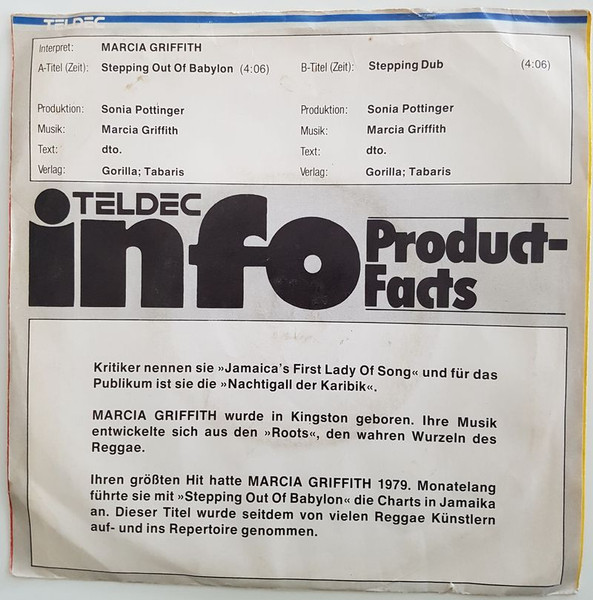 TELDEC
Interpret: MARCIA GRIFFITH
A-Titel (Zeit): Stepping Out Of Babylon (4:06) B-Titel (Zeit): Stepping Dub (4:06)
Produktion: Sonia Pottinger Produktion: Sonia Pottinger
Musik: Marcia Griffith Musik: Marcia Griffith
Text: dto. Text: dto.
Verlag: Gorilla; Tabaris Verlag: Gorilla; Tabaris
TELDEC
info Product-
Facts
Kritiker nennen sie »Jamaica's First Lady Of Song« und für das
Publikum ist sie die »Nachtigall der Karibik«.
MARCIA GRIFFITH wurde in Kingston geboren. Ihre Musik
entwickelte sich aus den »Roots«, den wahren Wurzeln des
Reggae.
Ihren größten Hit hatte MARCIA GRIFFITH 1979. Monatelang
führte sie mit »Stepping Out Of Babylon« die Charts in Jamaika
an. Dieser Titel wurde seitdem von vielen Reggae Künstlern
auf- und ins Repertoire genommen.